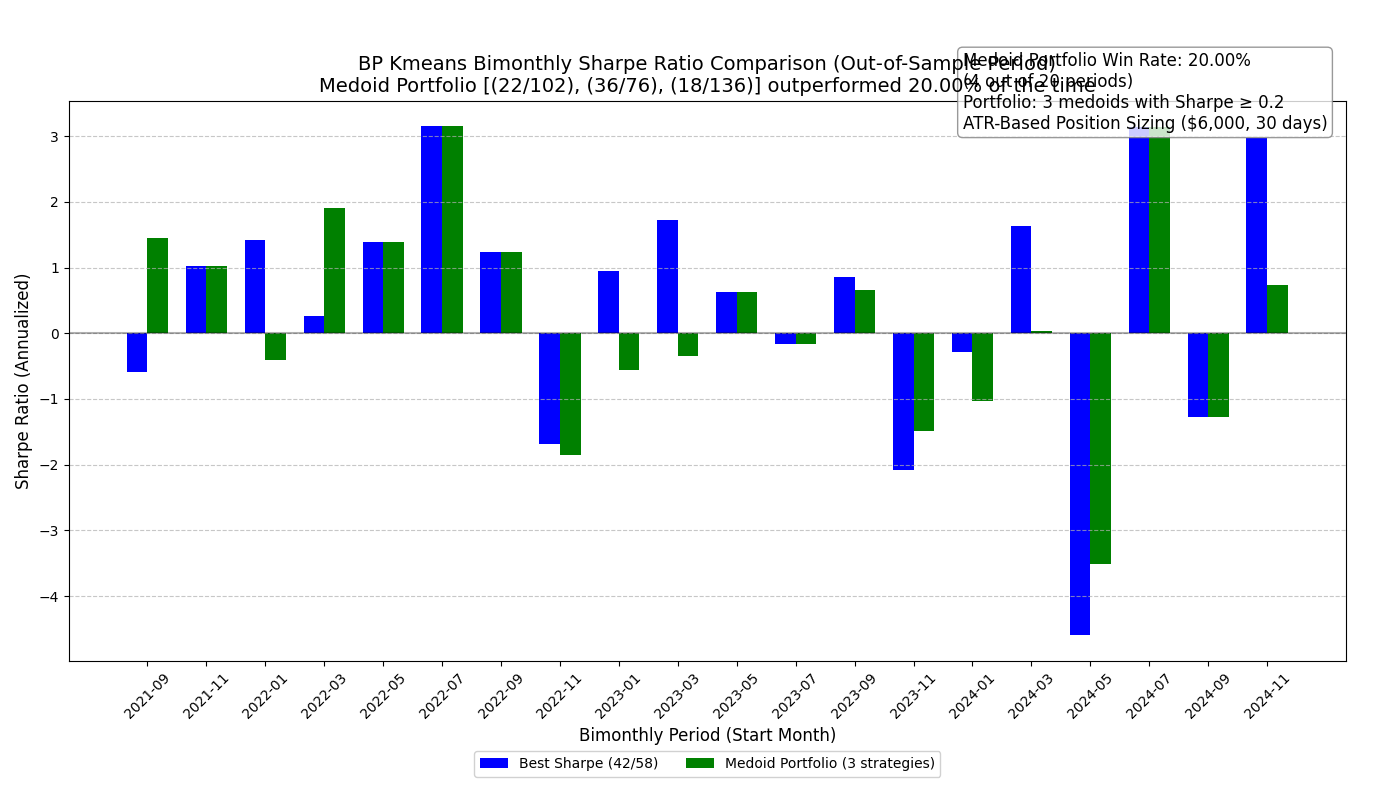 BP Kmeans Bimonthly Sharpe Ratio Comparison (Out-of-Sample Period)
Medoid Portfolio [(22/102), (36/76), (18/136)] outperformed 20.00% of the time
Medoid Portfolio Win Rate: 20.00%
(4 out of 20 periods)
Portfolio: 3 medoids with Sharpe ≥ 0.2
ATR-Based Position Sizing ($6,000, 30 days)
Sharpe Ratio (Annualized)
3
2
1
0
−1
−2
−3
−4
2021-09
2021-11
2022-01
2022-03
2022-05
2022-07
2022-09
2022-11
2023-01
2023-03
2023-05
2023-07
2023-09
2023-11
2024-01
2024-03
2024-05
2024-07
2024-09
2024-11
Bimonthly Period (Start Month)
Best Sharpe (42/58)
Medoid Portfolio (3 strategies)